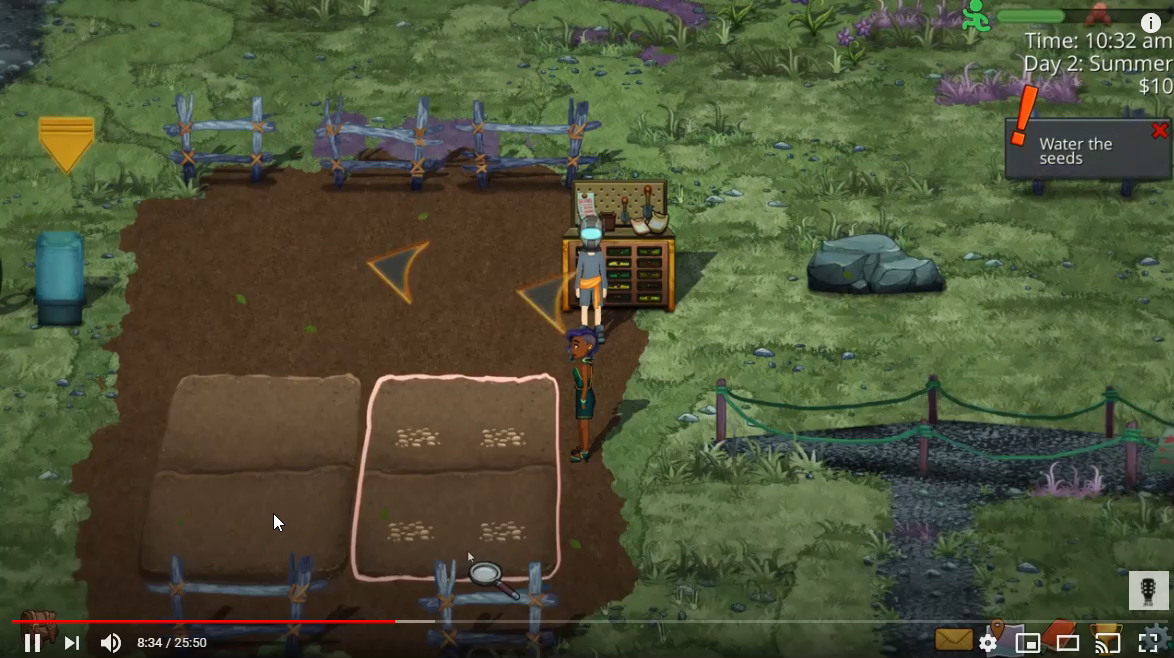 Time: 10:32 am
Day 2: Summer
$10
Water the
seeds
8:34 / 25:50